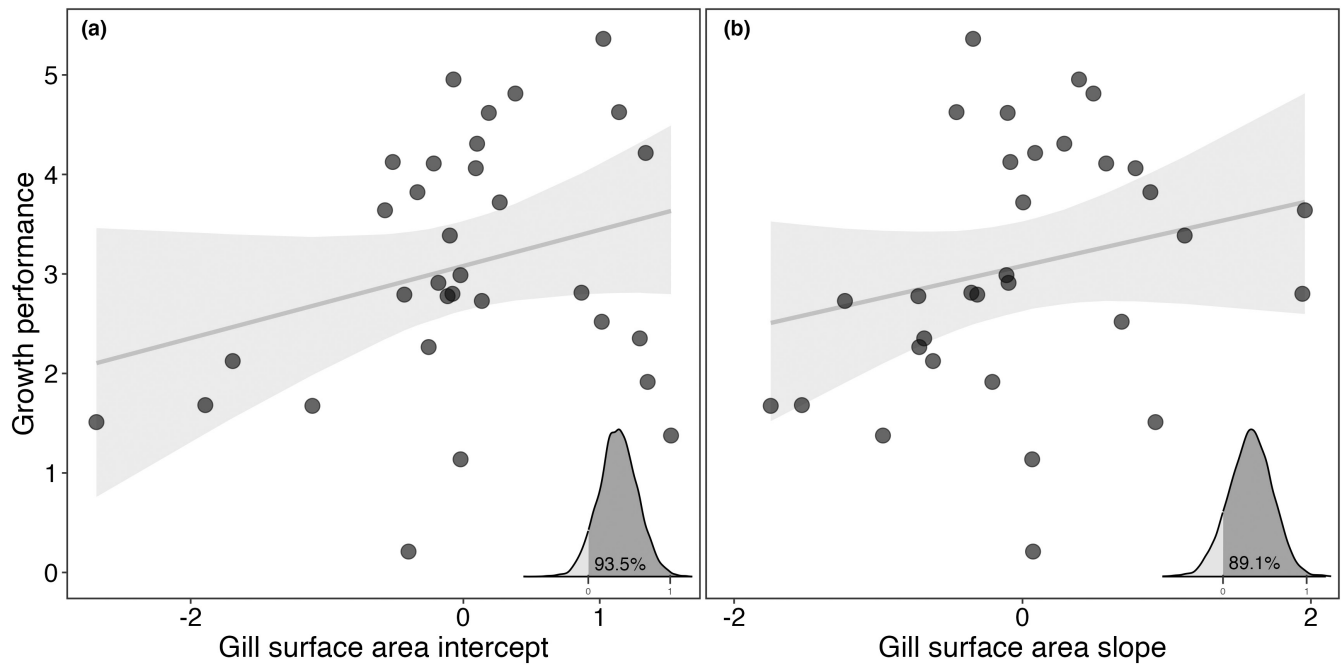 (a)
(b)
Growth performance
5
4
3
2
1
0
93.5%
0 1
89.1%
0 1
-2 0 1
-2 0 1 2
Gill surface area intercept
Gill surface area slope